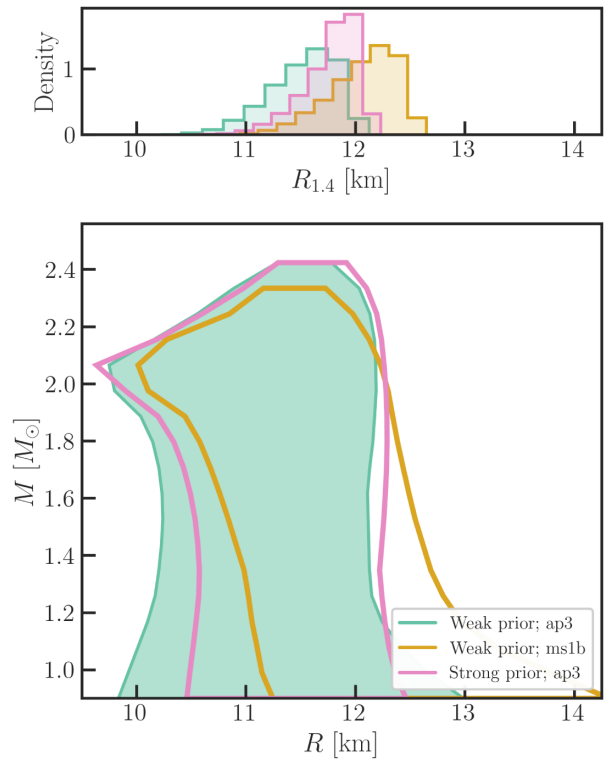 Density
1
0
10 11 12 13 14
R1.4 [km]
M [M⊙]
2.4
2.2
2.0
1.8
1.6
1.4
1.2
1.0
Weak prior; ap3
Weak prior; ms1b
Strong prior; ap3
10 11 12 13 14
R [km]